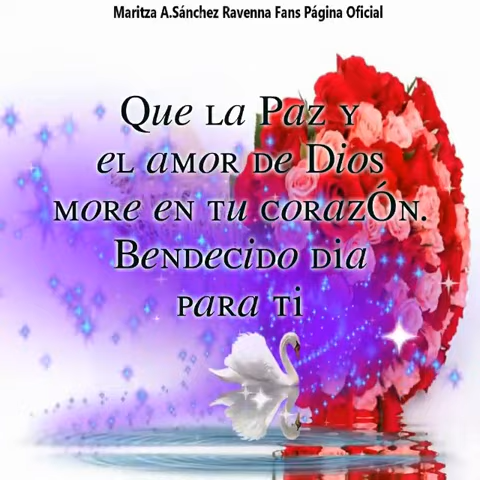 Maritza A.Sánchez Ravenna Fans Página Oficial
Que la Paz y
el amor de Dios
more en tu corazÓn.
Bendecido dia
para ti